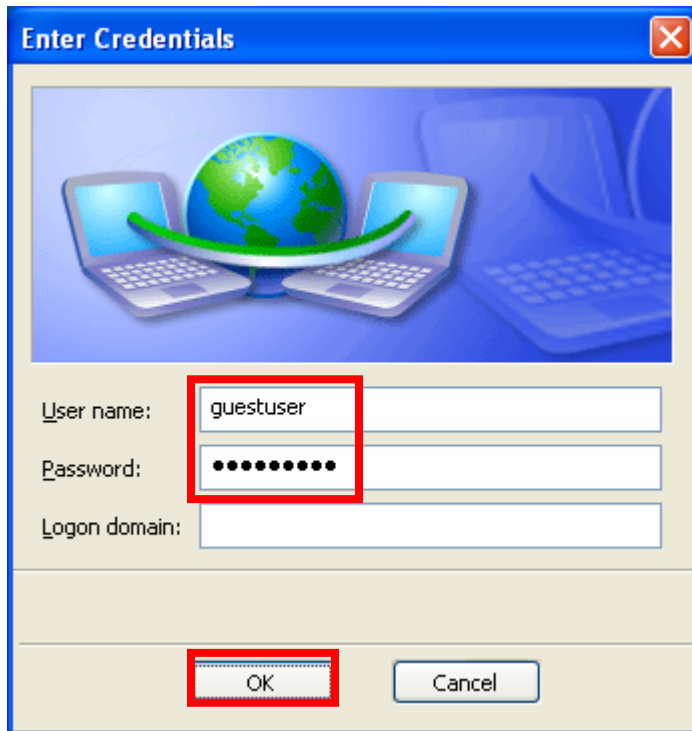 Enter Credentials
User name: guestuser
Password: ●●●●●●●●●
Logon domain:
OK Cancel